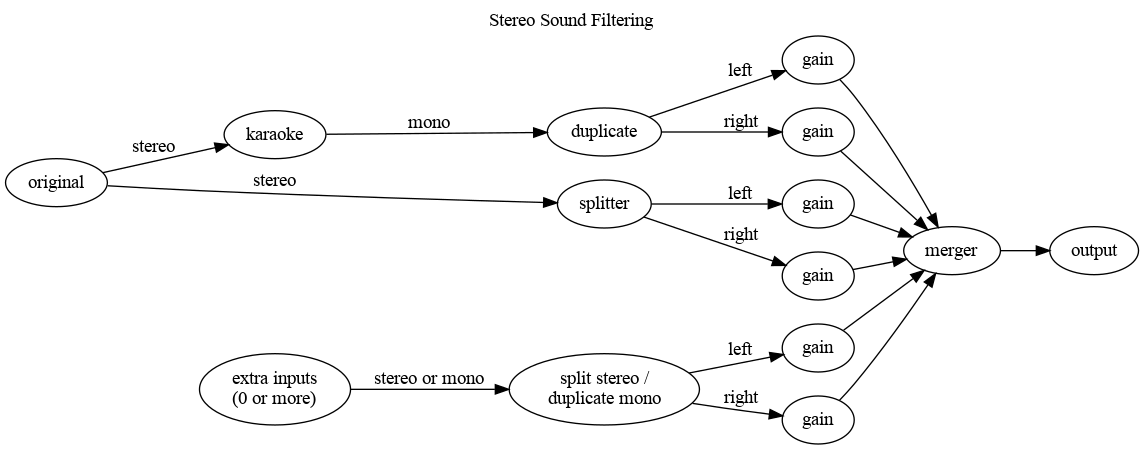 Stereo Sound Filtering
original
stereo
karaoke
mono
duplicate
left
gain
right
gain
stereo
splitter
left
gain
right
gain
merger
output
extra inputs
(0 or more)
stereo or mono
split stereo /
duplicate mono
left
gain
right
gain